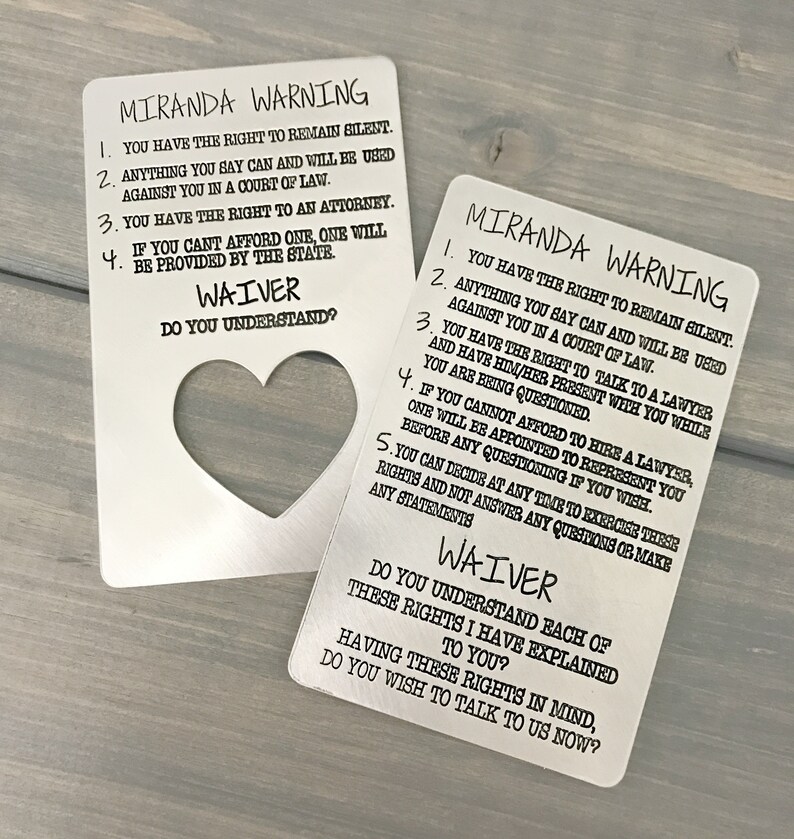 MIRANDA WARNING
1. YOU HAVE THE RIGHT TO REMAIN SILENT.
2. ANYTHING YOU SAY CAN AND WILL BE USED
AGAINST YOU IN A COURT OF LAW.
3. YOU HAVE THE RIGHT TO AN ATTORNEY.
4. IF YOU CANT AFFORD ONE, ONE WILL
BE PROVIDED BY THE STATE.
WAIVER
DO YOU UNDERSTAND?
MIRANDA WARNING
1. YOU HAVE THE RIGHT TO REMAIN SILENT.
2. ANYTHING YOU SAY CAN AND WILL BE USED
AGAINST YOU IN A COURT OF LAW.
3. YOU HAVE THE RIGHT TO TALK TO A LAWYER
AND HAVE HIM/HER PRESENT WITH YOU WHILE
YOU ARE BEING QUESTIONED.
4. IF YOU CANNOT AFFORD TO HIRE A LAWYER,
ONE WILL BE APPOINTED TO REPRESENT YOU
BEFORE ANY QUESTIONING IF YOU WISH.
5. YOU CAN DECIDE AT ANY TIME TO EXERCISE THESE
RIGHTS AND NOT ANSWER ANY QUESTIONS OR MAKE
ANY STATEMENTS
WAIVER
DO YOU UNDERSTAND EACH OF
THESE RIGHTS I HAVE EXPLAINED
TO YOU?
HAVING THESE RIGHTS IN MIND,
DO YOU WISH TO TALK TO US NOW?